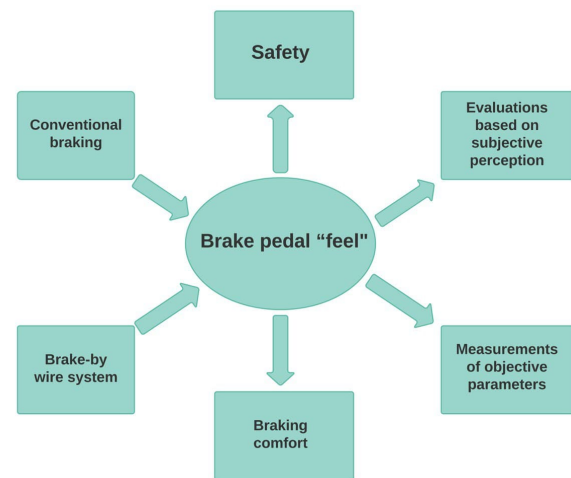 Safety
Conventional
braking
Evaluations
based on
subjective
perception
Brake pedal “feel"
Brake-by
wire system
Measurements
of objective
parameters
Braking
comfort